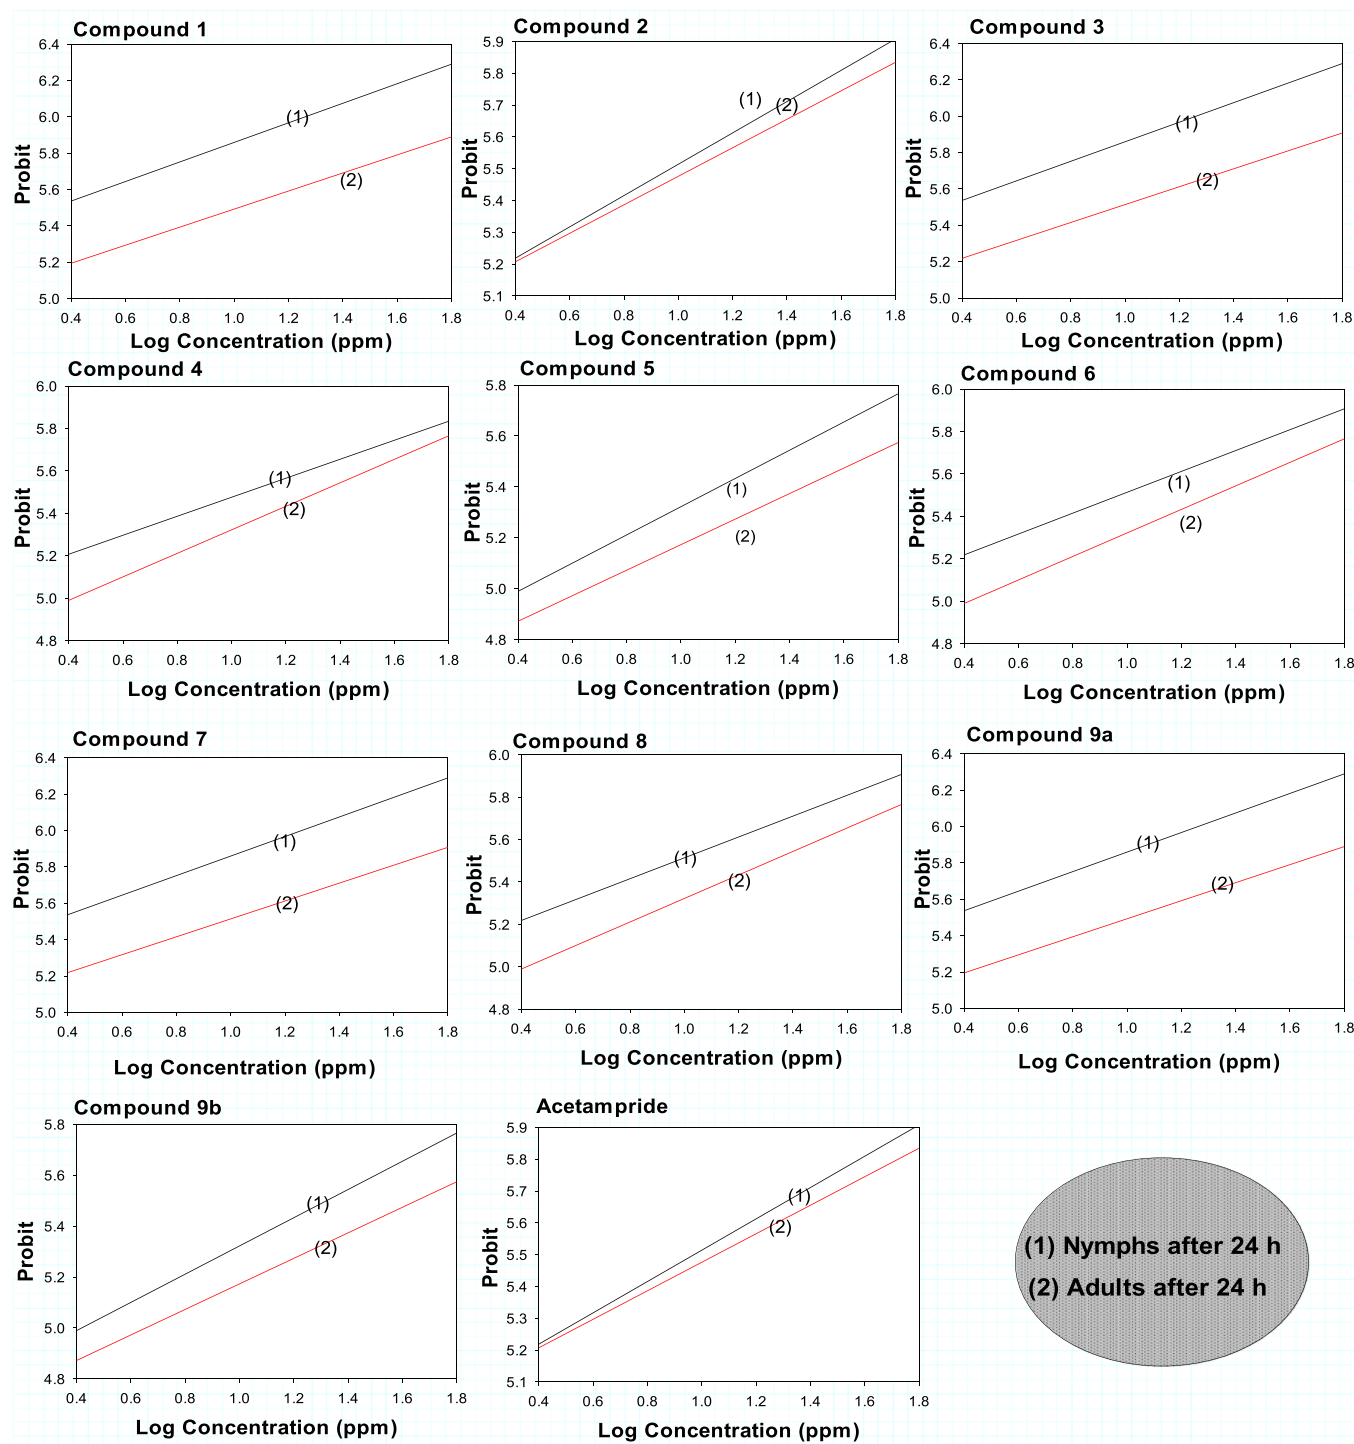 Compound 1
6.4
6.2
6.0
5.8
5.6
5.4
5.2
5.0
Probit
(1)
(2)
0.4 0.6 0.8 1.0 1.2 1.4 1.6 1.8
Log Concentration (ppm)
Compound 2
5.9
5.8
5.7
5.6
5.5
5.4
5.3
5.2
5.1
Probit
(1)
(2)
0.4 0.6 0.8 1.0 1.2 1.4 1.6 1.8
Log Concentration (ppm)
Compound 3
6.4
6.2
6.0
5.8
5.6
5.4
5.2
5.0
Probit
(1)
(2)
0.4 0.6 0.8 1.0 1.2 1.4 1.6 1.8
Log Concentration (ppm)
Compound 4
6.0
5.8
5.6
5.4
5.2
5.0
4.8
Probit
(1)
(2)
0.4 0.6 0.8 1.0 1.2 1.4 1.6 1.8
Log Concentration (ppm)
Compound 5
5.8
5.6
5.4
5.2
5.0
4.8
Probit
(1)
(2)
0.4 0.6 0.8 1.0 1.2 1.4 1.6 1.8
Log Concentration (ppm)
Compound 6
6.0
5.8
5.6
5.4
5.2
5.0
4.8
Probit
(1)
(2)
0.4 0.6 0.8 1.0 1.2 1.4 1.6 1.8
Log Concentration (ppm)
Compound 7
6.4
6.2
6.0
5.8
5.6
5.4
5.2
5.0
Probit
(1)
(2)
0.4 0.6 0.8 1.0 1.2 1.4 1.6 1.8
Log Concentration (ppm)
Compound 8
6.0
5.8
5.6
5.4
5.2
5.0
4.8
Probit
(1)
(2)
0.4 0.6 0.8 1.0 1.2 1.4 1.6 1.8
Log Concentration (ppm)
Compound 9a
6.4
6.2
6.0
5.8
5.6
5.4
5.2
5.0
Probit
(1)
(2)
0.4 0.6 0.8 1.0 1.2 1.4 1.6 1.8
Log Concentration (ppm)
Compound 9b
5.8
5.6
5.4
5.2
5.0
4.8
Probit
(1)
(2)
0.4 0.6 0.8 1.0 1.2 1.4 1.6 1.8
Log Concentration (ppm)
Acetampride
5.9
5.8
5.7
5.6
5.5
5.4
5.3
5.2
5.1
Probit
(1)
(2)
0.4 0.6 0.8 1.0 1.2 1.4 1.6 1.8
Log Concentration (ppm)
(1) Nymphs after 24 h
(2) Adults after 24 h